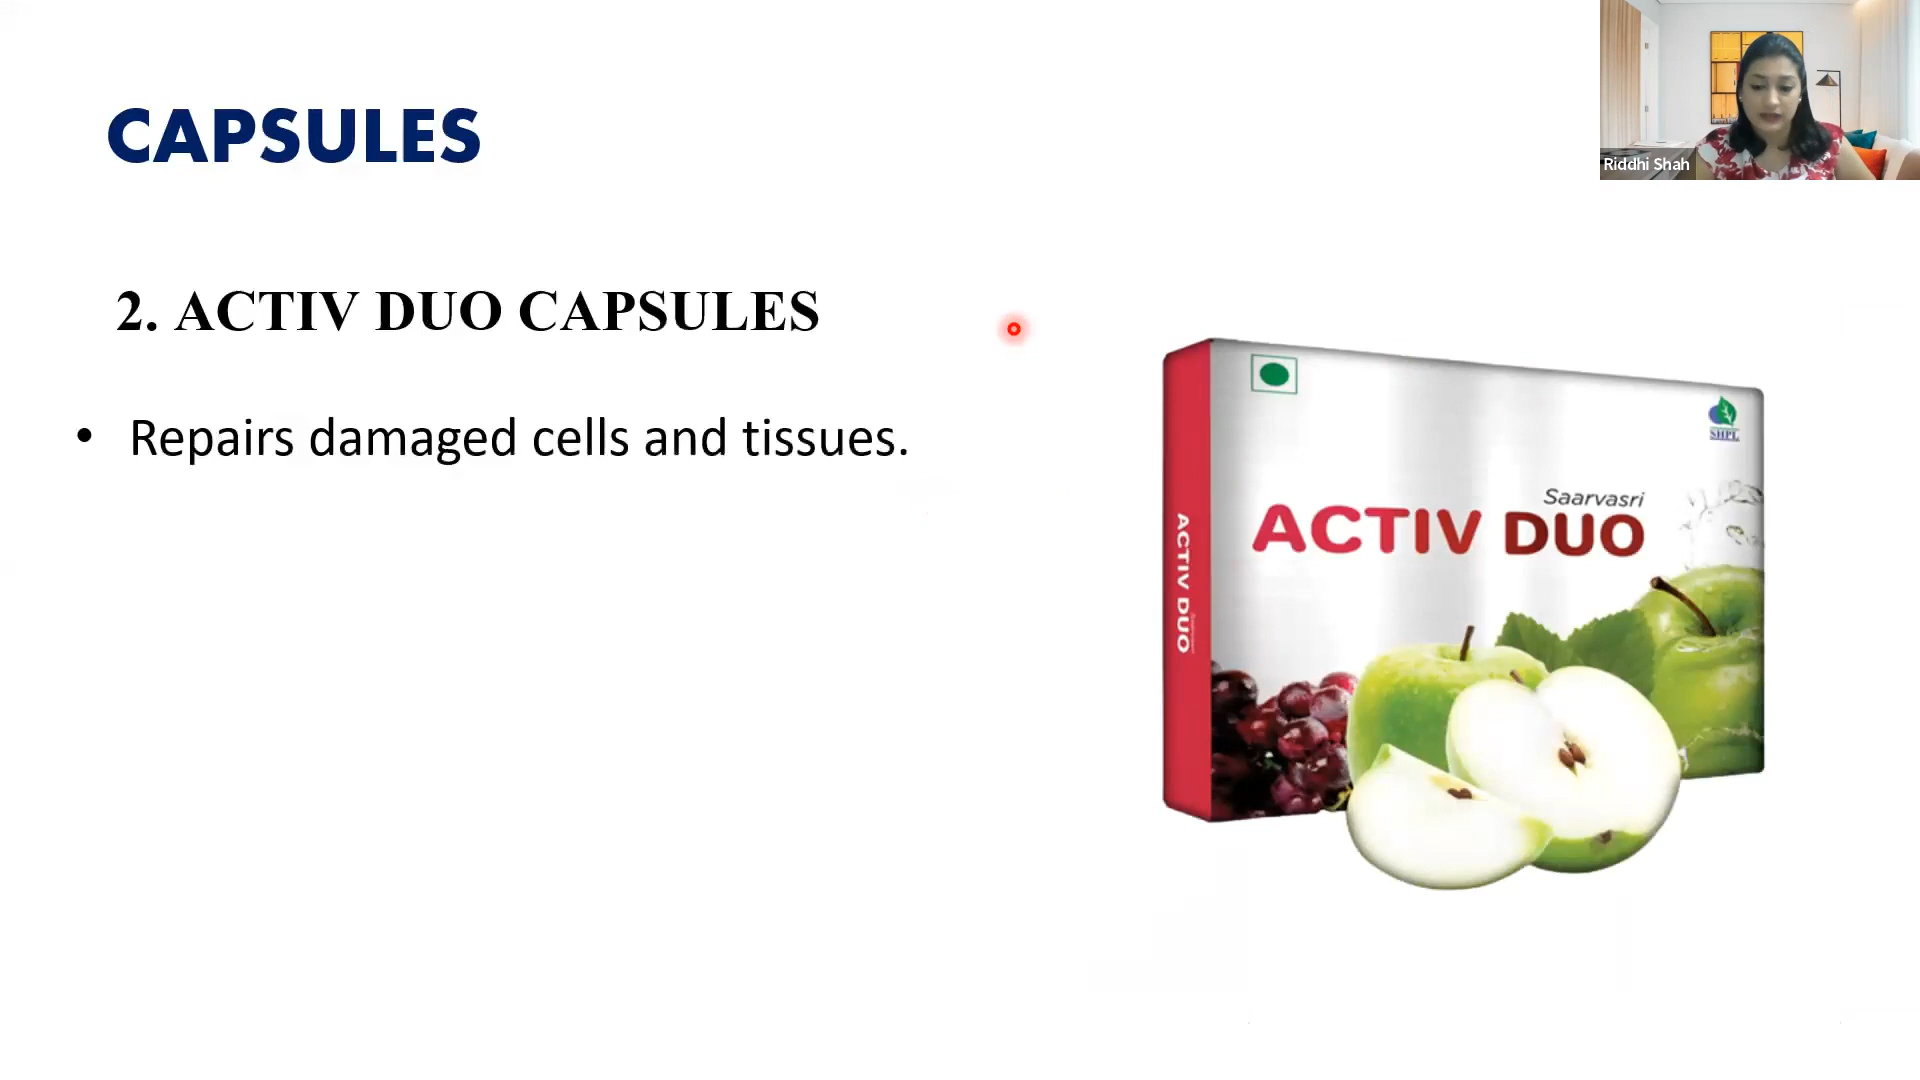 CAPSULES
Riddhi Shah
2. ACTIV DUO CAPSULES
• Repairs damaged cells and tissues.
SHPL
Saarvasri
ACTIV DUO
ACTIV DUO